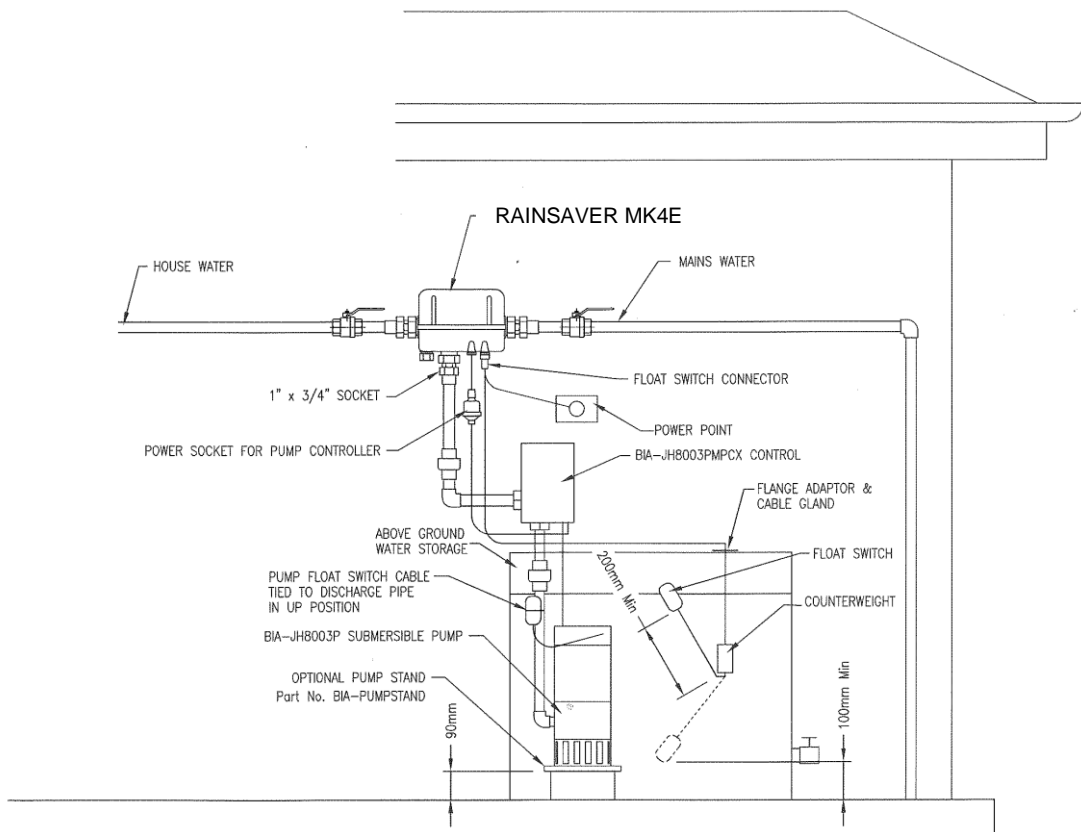 RAINSAVER MK4E
HOUSE WATER
MAINS WATER
FLOAT SWITCH CONNECTOR
1" x 3/4" SOCKET
POWER POINT
POWER SOCKET FOR PUMP CONTROLLER
BIA-JH8003PMPCX CONTROL
FLANGE ADAPTOR &
CABLE GLAND
ABOVE GROUND
WATER STORAGE
FLOAT SWITCH
PUMP FLOAT SWITCH CABLE
TIED TO DISCHARGE PIPE
IN UP POSITION
200mm Min
COUNTERWEIGHT
BIA-JH8003P SUBMERSIBLE PUMP
OPTIONAL PUMP STAND
Part No. BIA-PUMPSTAND
90mm
100mm Min